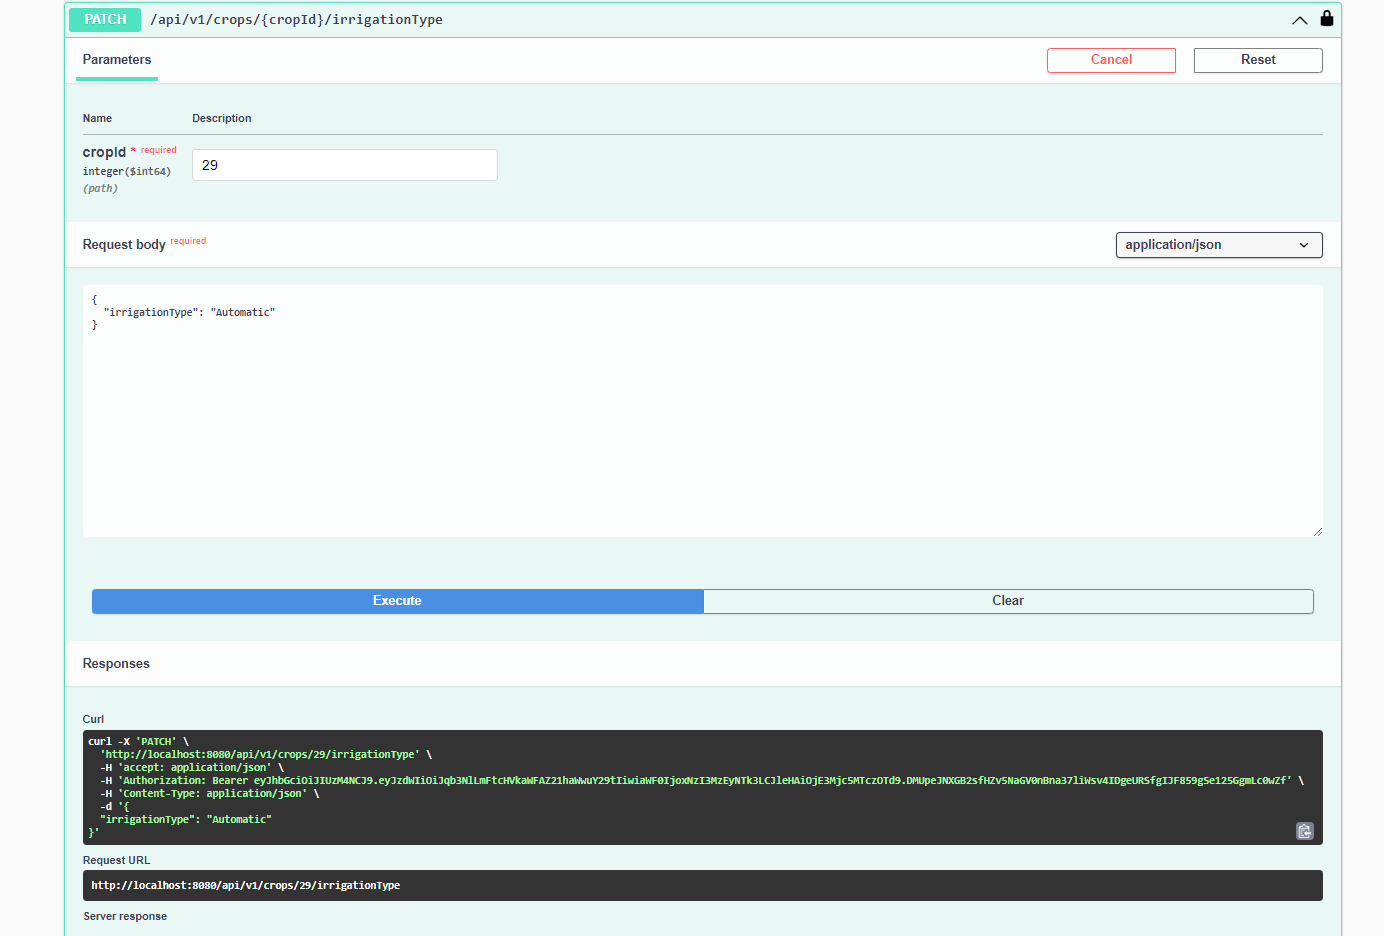 PATCH /api/v1/crops/{cropId}/irrigationType
Parameters
Cancel
Reset
Name
Description
cropId * required
integer($int64)
(path)
29
Request body required
application/json
{
  "irrigationType": "Automatic"
}
Execute
Clear
Responses
Curl
curl -X 'PATCH' \
  'http://localhost:8080/api/v1/crops/29/irrigationType' \
  -H 'accept: application/json' \
  -H 'Authorization: Bearer eyJhbGciOiJIUzM4NCJ9.eyJzdWIiOiJqb3NlLmFtcHVkaWFAZ21haWwuY29tIiwiaWF0IjoxNzI3MzEyNTk3LCJleHAiOjE3Mjc5MTczOTd9.DMUpeJNXGB2sfHZv5NaGV0nBna37liWsv4IDgeURSfgIJF859g5e125GgmLc0wZf' \
  -H 'Content-Type: application/json' \
  -d '{
  "irrigationType": "Automatic"
}'
Request URL
http://localhost:8080/api/v1/crops/29/irrigationType
Server response